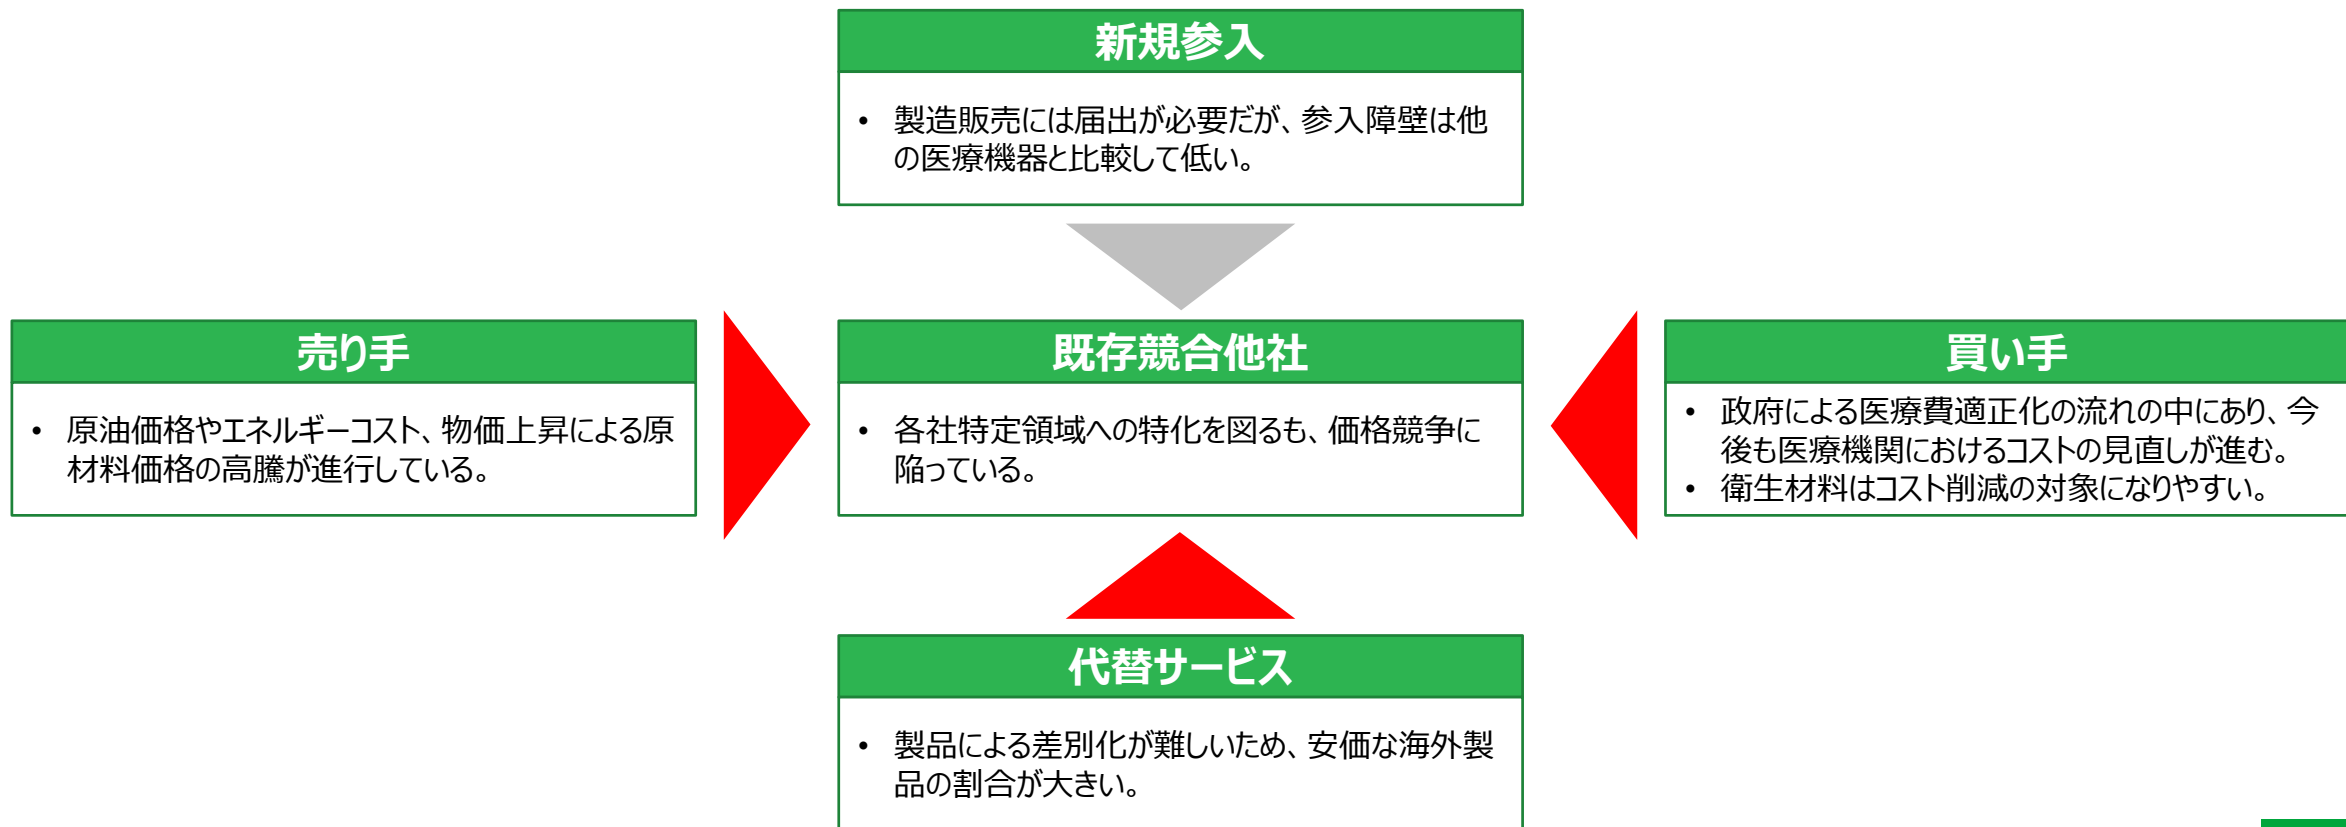 新規参入
• 製造販売には届出が必要だが、参入障壁は他
の医療機器と比較して低い。
売り手
• 原油価格やエネルギーコスト、物価上昇による原
材料価格の高騰が進行している。
既存競合他社
• 各社特定領域への特化を図るも、価格競争に
陥っている。
買い手
• 政府による医療費適正化の流れの中にあり、今
後も医療機関におけるコストの見直しが進む。
• 衛生材料はコスト削減の対象になりやすい。
代替サービス
• 製品による差別化が難しいため、安価な海外製
品の割合が大きい。